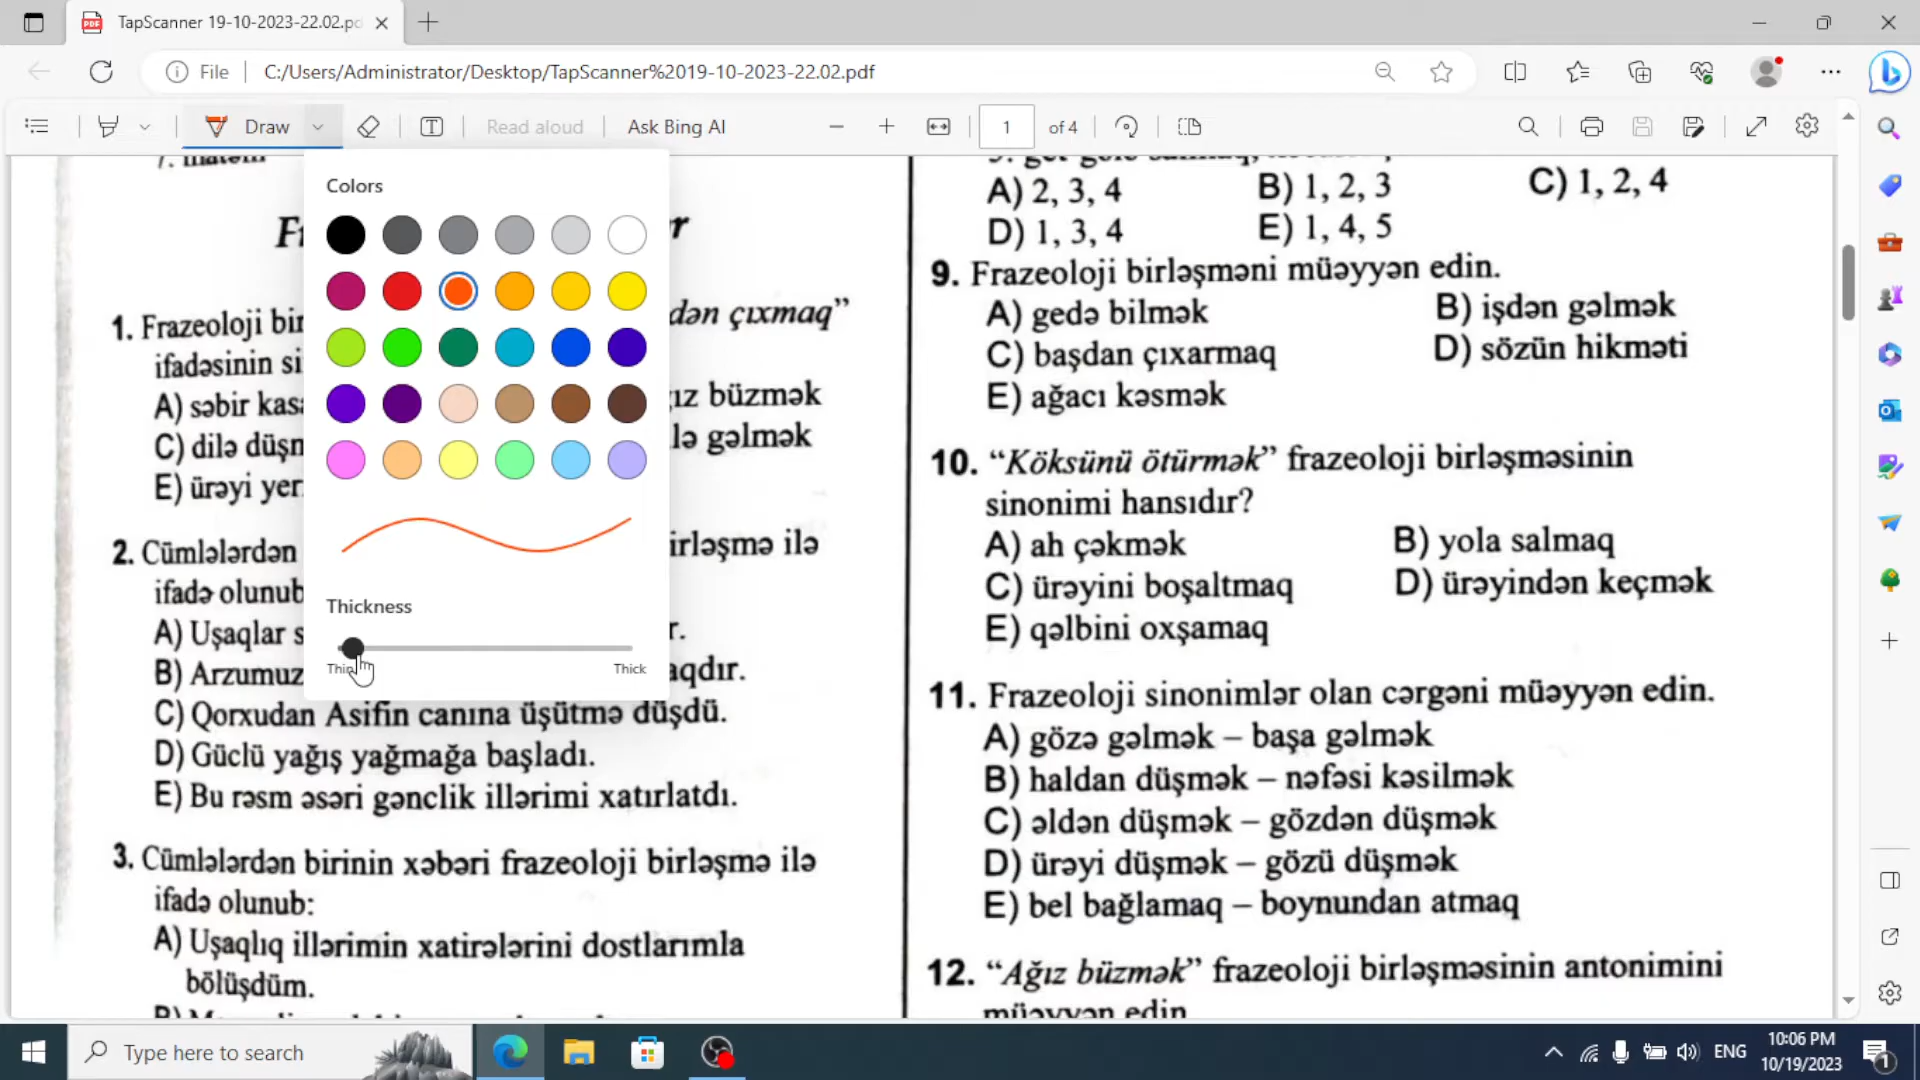 TapScanner 19-10-2023-22.02.pd
File
C:/Users/Administrator/Desktop/TapScanner%2019-10-2023-22.02.pdf
Draw
Read aloud
Ask Bing AI
1
of 4
Colors
Thickness
Thin
Thick
1. Frazeoloji bir
dən çıxmaq”
ifadəsinin si
A) səbir kasa
ız büzmək
C) dilə düşn
lə gəlmək
E) ürəyi yer
2. Cümlələrdən
irləşmə ilə
ifadə olunub
A) Uşaqlar s
r.
B) Arzumuz
aqdır.
C) Qorxudan Asifin canına üşütmə düşdü.
D) Güclü yağış yağmağa başladı.
E) Bu rəsm əsəri gənclik illərimi xatırlatdı.
3. Cümlələrdən birinin xəbəri frazeoloji birləşmə ilə
ifadə olunub:
A) Uşaqlıq illərimin xatirələrini dostlarımla
bölüşdüm.
A) 2, 3, 4 B) 1, 2, 3 C) 1, 2, 4
D) 1, 3, 4 E) 1, 4, 5
9. Frazeoloji birləşməni müəyyən edin.
A) gedə bilmək B) işdən gəlmək
C) başdan çıxarmaq D) sözün hikməti
E) ağacı kəsmək
10. “Köksünü ötürmək” frazeoloji birləşməsinin
sinonimi hansıdır?
A) ah çəkmək B) yola salmaq
C) ürəyini boşaltmaq D) ürəyindən keçmək
E) qəlbini oxşamaq
11. Frazeoloji sinonimlər olan cərgəni müəyyən edin.
A) gözə gəlmək – başa gəlmək
B) haldan düşmək – nəfəsi kəsilmək
C) əldən düşmək – gözdən düşmək
D) ürəyi düşmək – gözü düşmək
E) bel bağlamaq – boynundan atmaq
12. “Ağız büzmək” frazeoloji birləşməsinin antonimini
müəyyən edin
Type here to search
ENG
10:06 PM
10/19/2023
1